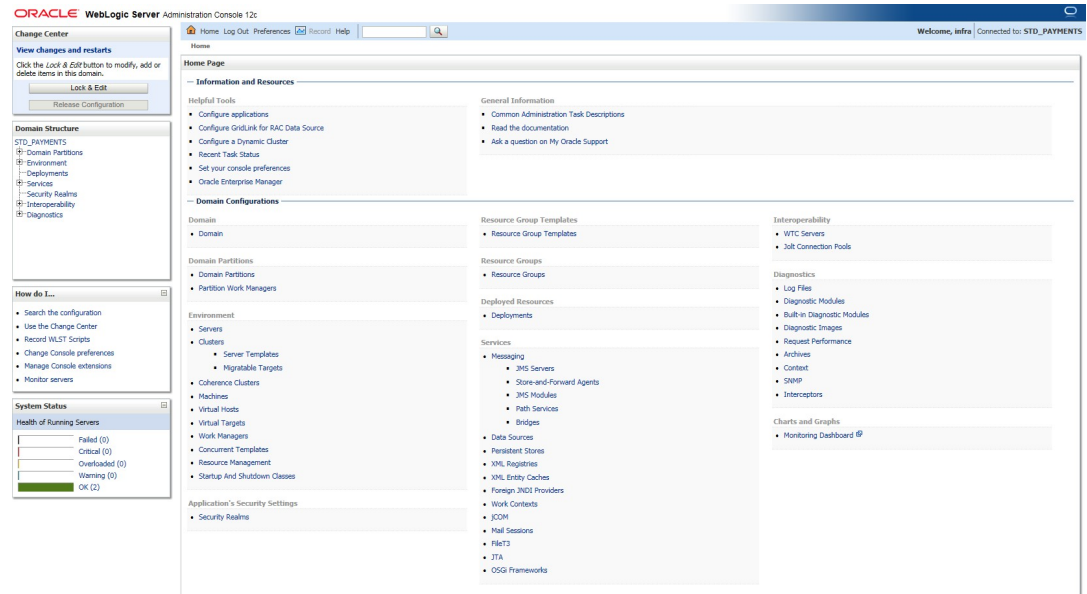 ORACLE WebLogic Server Administration Console 12c
Change Center
View changes and restarts
Click the Lock & Edit button to modify, add or
delete items in this domain.
Lock & Edit
Release Configuration
Domain Structure
STD_PAYMENTS
Domain Partitions
Environment
Deployments
Services
Security Realms
Interoperability
Diagnostics
How do I...
Search the configuration
Use the Change Center
Record WLST Scripts
Change Console preferences
Manage Console extensions
Monitor servers
System Status
Health of Running Servers
Failed (0)
Critical (0)
Overloaded (0)
Warning (0)
OK (2)
Home Log Out Preferences Record Help
Welcome, infra Connected to: STD_PAYMENTS
Home
Home Page
Information and Resources
Helpful Tools
Configure applications
Configure GridLink for RAC Data Source
Configure a Dynamic Cluster
Recent Task Status
Set your console preferences
Oracle Enterprise Manager
General Information
Common Administration Task Descriptions
Read the documentation
Ask a question on My Oracle Support
Domain Configurations
Domain
Domain
Domain Partitions
Domain Partitions
Partition Work Managers
Environment
Servers
Clusters
Server Templates
Migratable Targets
Coherence Clusters
Machines
Virtual Hosts
Virtual Targets
Work Managers
Concurrent Templates
Resource Management
Startup And Shutdown Classes
Application's Security Settings
Security Realms
Resource Group Templates
Resource Group Templates
Resource Groups
Resource Groups
Deployed Resources
Deployments
Services
Messaging
JMS Servers
Store-and-Forward Agents
JMS Modules
Path Services
Bridges
Data Sources
Persistent Stores
XML Registries
XML Entity Caches
Foreign JNDI Providers
Work Contexts
jCOM
Mail Sessions
FileT3
JTA
OSGi Frameworks
Interoperability
WTC Servers
Jolt Connection Pools
Diagnostics
Log Files
Diagnostic Modules
Built-in Diagnostic Modules
Diagnostic Images
Request Performance
Archives
Context
SNMP
Interceptors
Charts and Graphs
Monitoring Dashboard